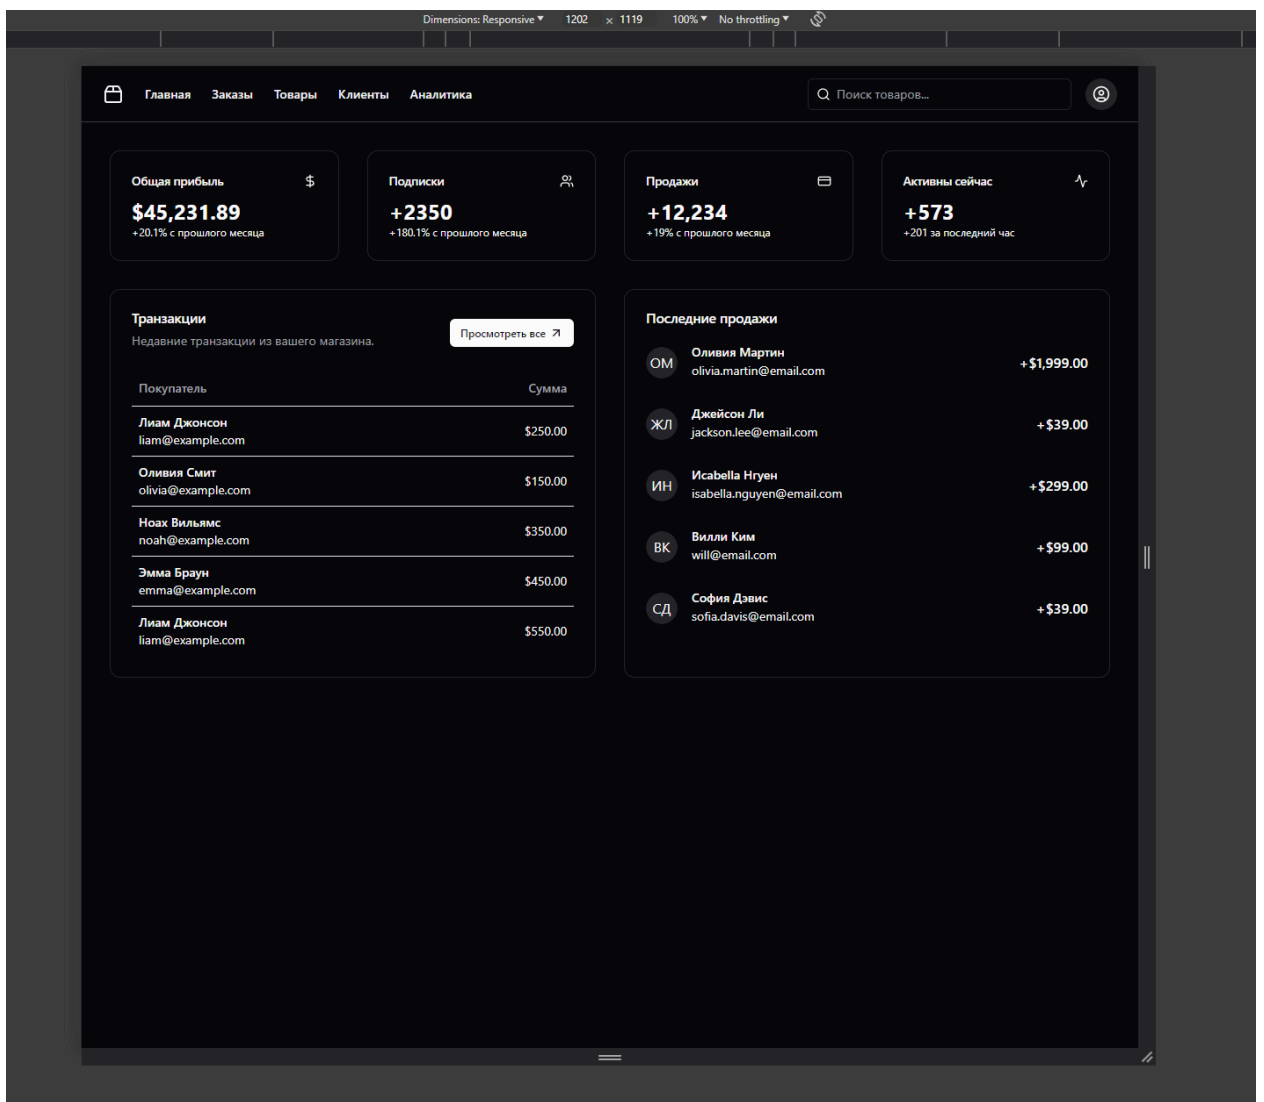 Dimensions: Responsive 1202 × 1119 100% No throttling
Главная Заказы Товары Клиенты Аналитика Поиск товаров...
Общая прибыль
$45,231.89
+20.1% с прошлого месяца
Подписки
+2350
+180.1% с прошлого месяца
Продажи
+12,234
+19% с прошлого месяца
Активны сейчас
+573
+201 за последний час
Транзакции
Недавние транзакции из вашего магазина.
Просмотреть все
Покупатель Сумма
Лиам Джонсон
liam@example.com
$250.00
Оливия Смит
olivia@example.com
$150.00
Ноах Вильямс
noah@example.com
$350.00
Эмма Браун
emma@example.com
$450.00
Лиам Джонсон
liam@example.com
$550.00
Последние продажи
ОМ
Оливия Мартин
olivia.martin@email.com
+$1,999.00
ЖЛ
Джейсон Ли
jackson.lee@email.com
+$39.00
ИН
Исabella Нгуен
isabella.nguyen@email.com
+$299.00
ВК
Вилли Ким
will@email.com
+$99.00
СД
София Дэвис
sofia.davis@email.com
+$39.00